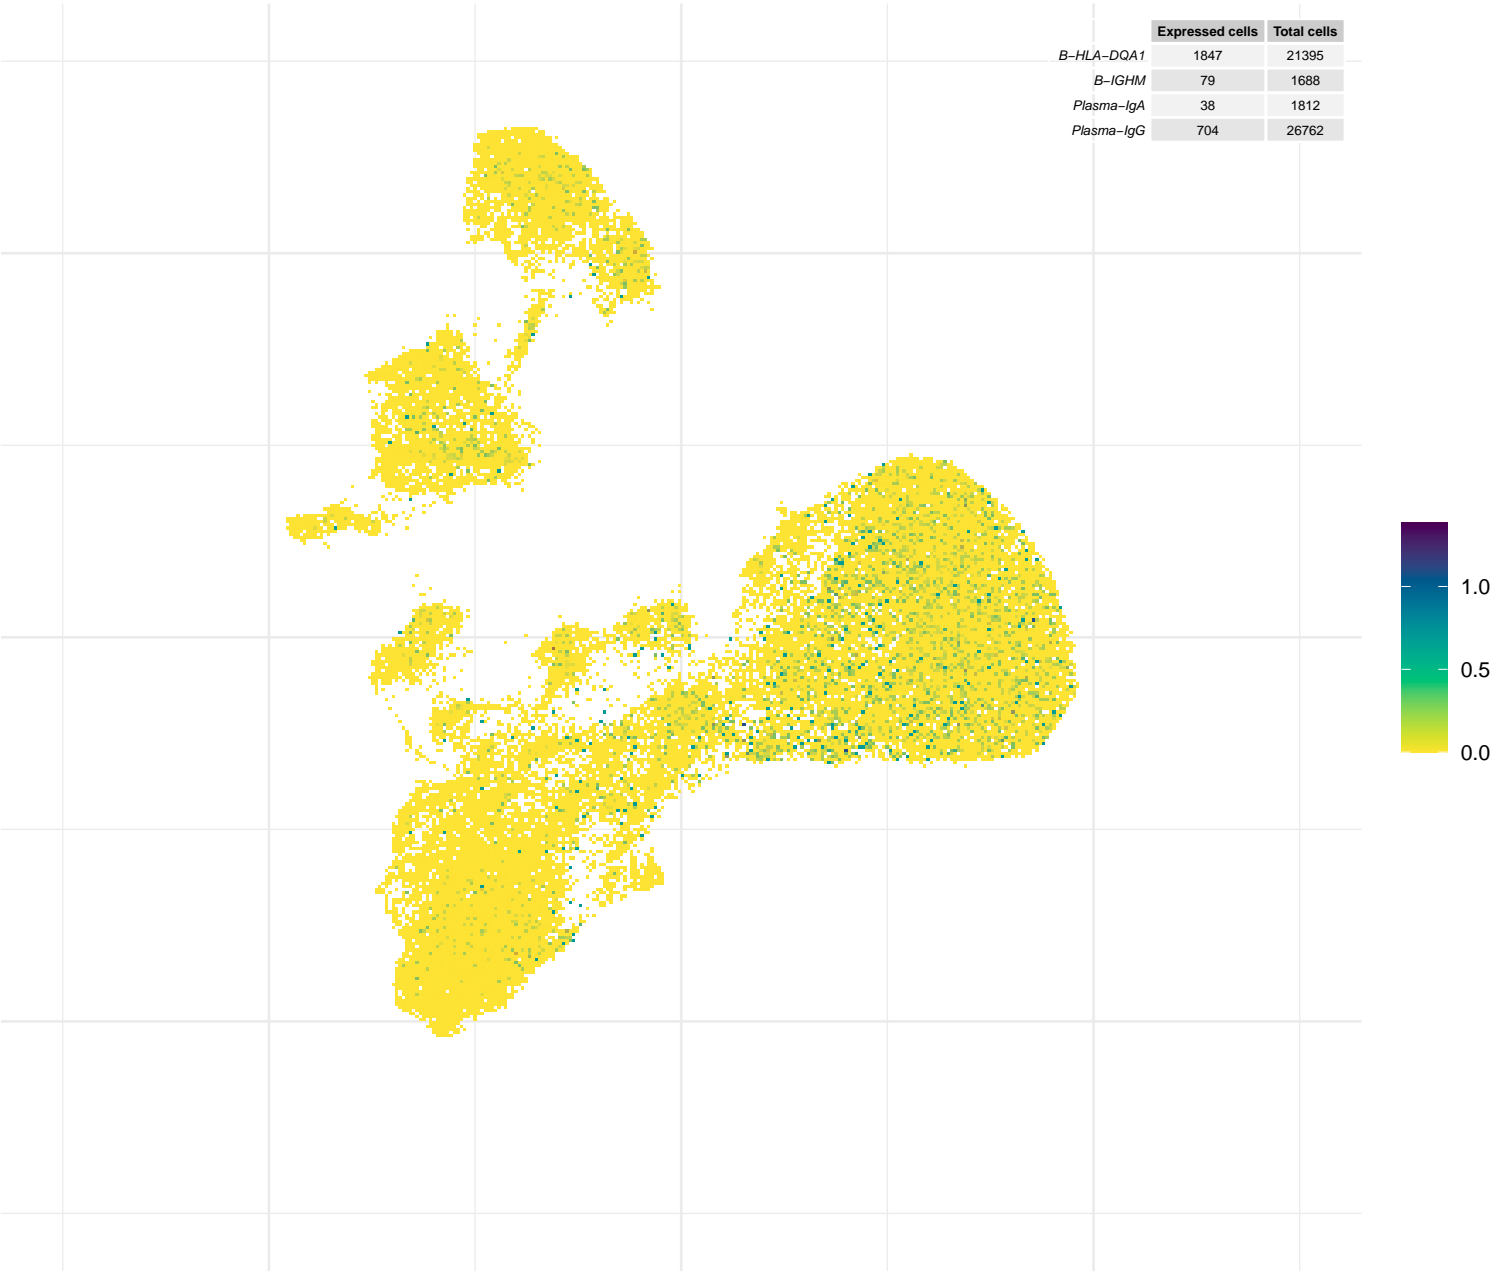 Expressed cells Total cells
B−HLA−DQA1 1847 21395
B−IGHM 79 1688
Plasma−IgA 38 1812
Plasma−IgG 704 26762
1.0
0.5
0.0